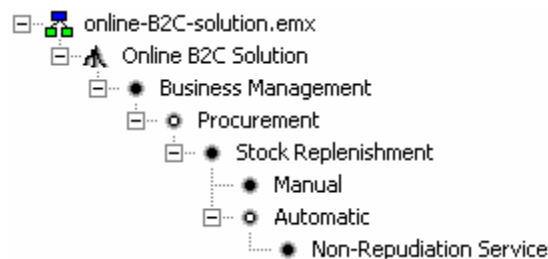 online-B2C-solution.emx
Online B2C Solution
Business Management
Procurement
Stock Replenishment
Manual
Automatic
Non-Repudiation Service